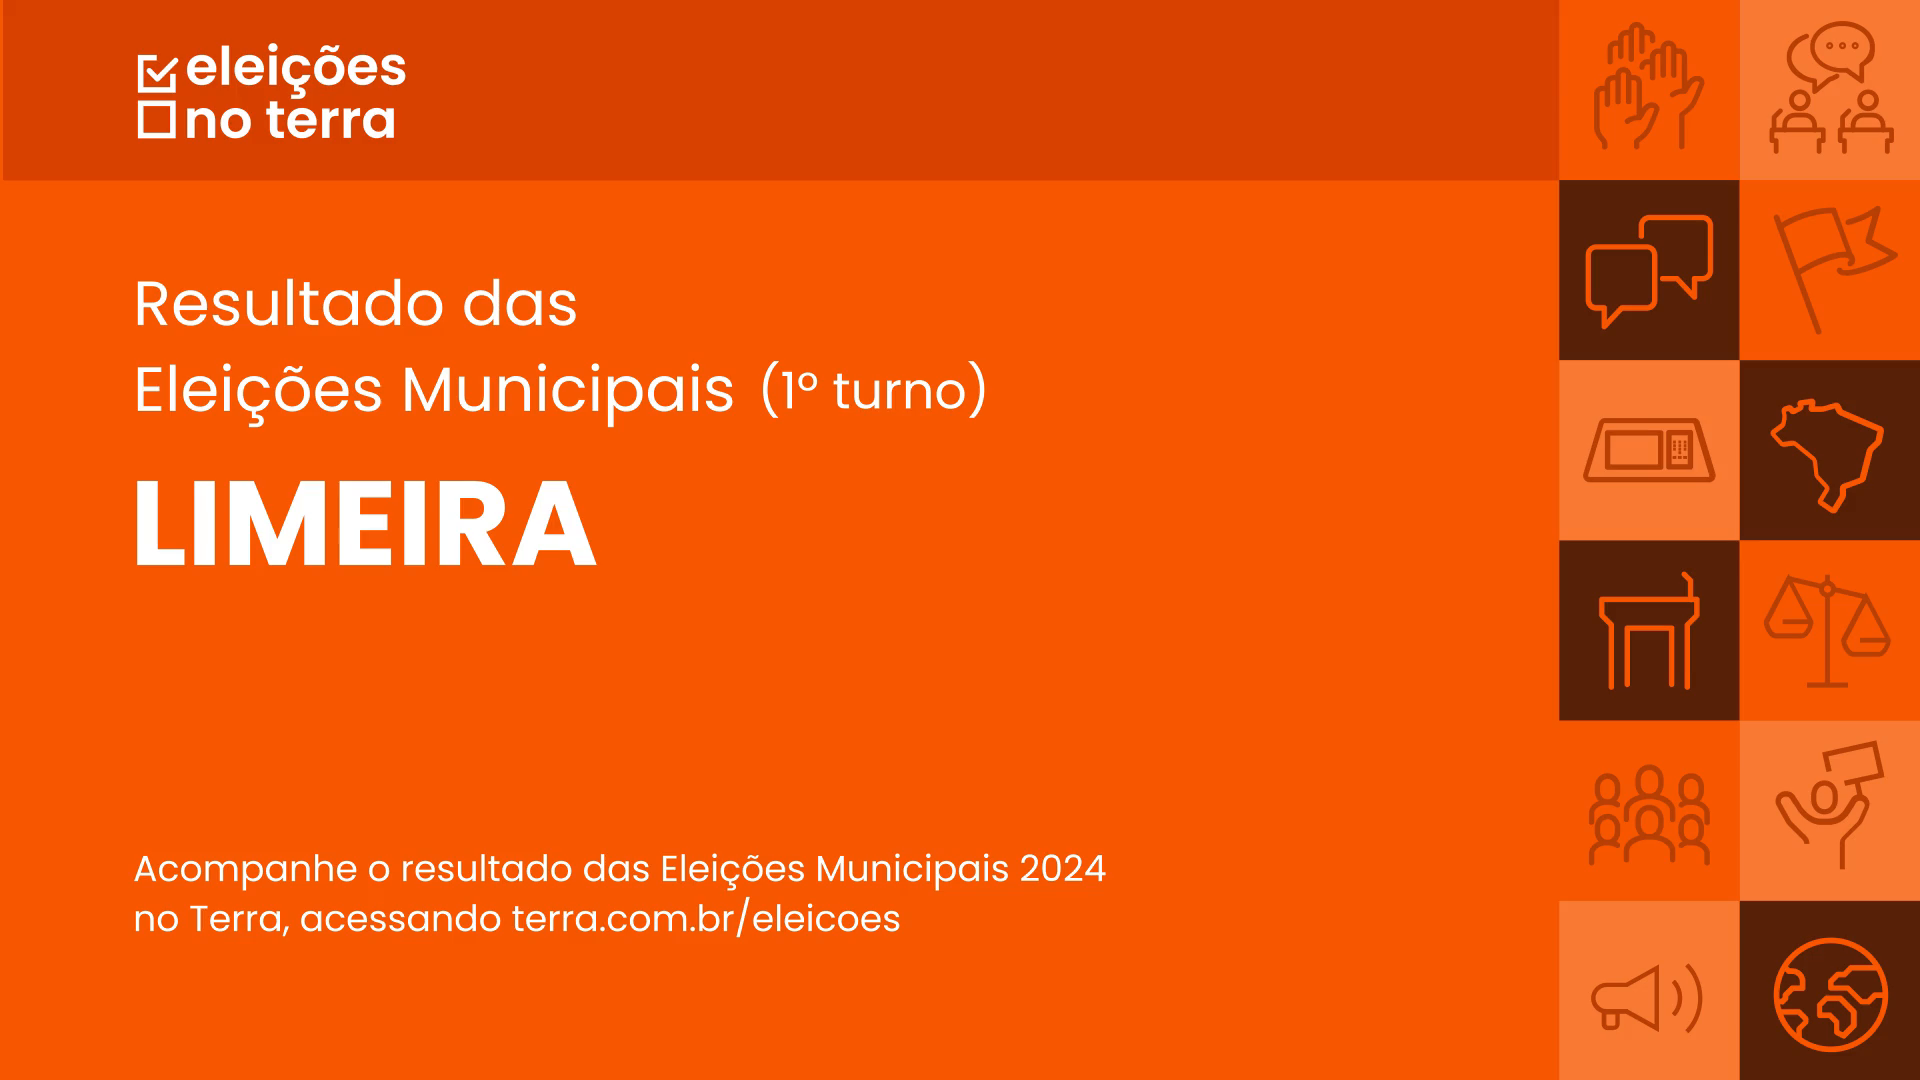 eleições
no terra
Resultado das
Eleições Municipais (1º turno)
LIMEIRA
Acompanhe o resultado das Eleições Municipais 2024
no Terra, acessando terra.com.br/eleicoes